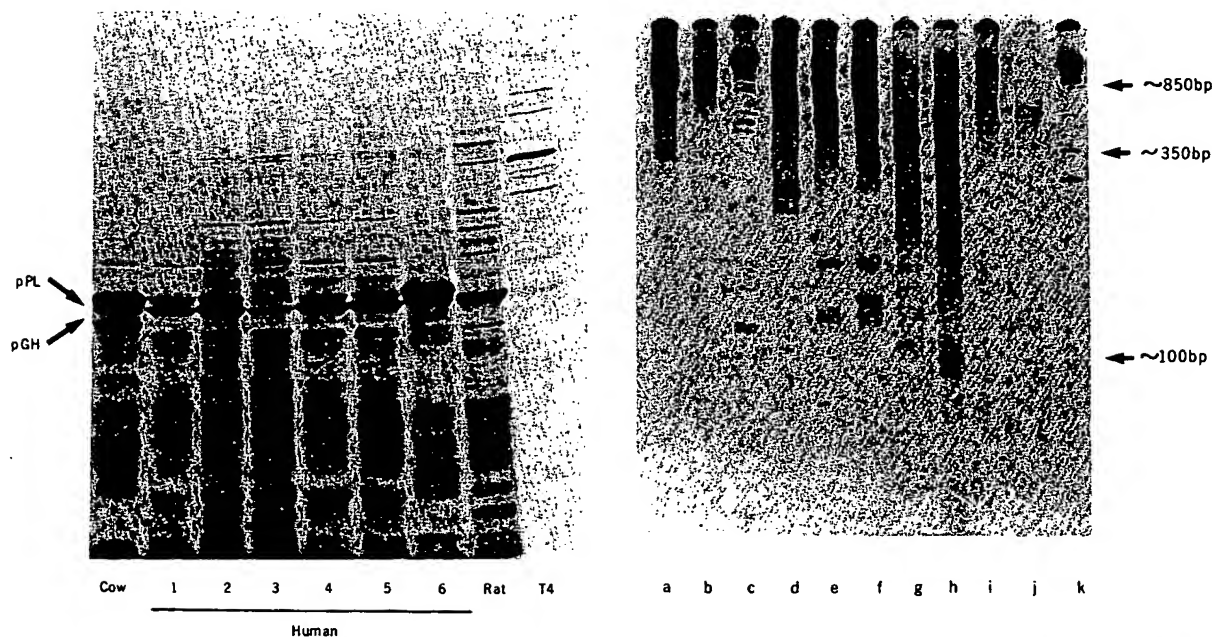 pPL
pGH
Cow 1 2 3 4 5 6 Rat T4
Human
~850bp
~350bp
~100bp
a b c d e f g h i j k